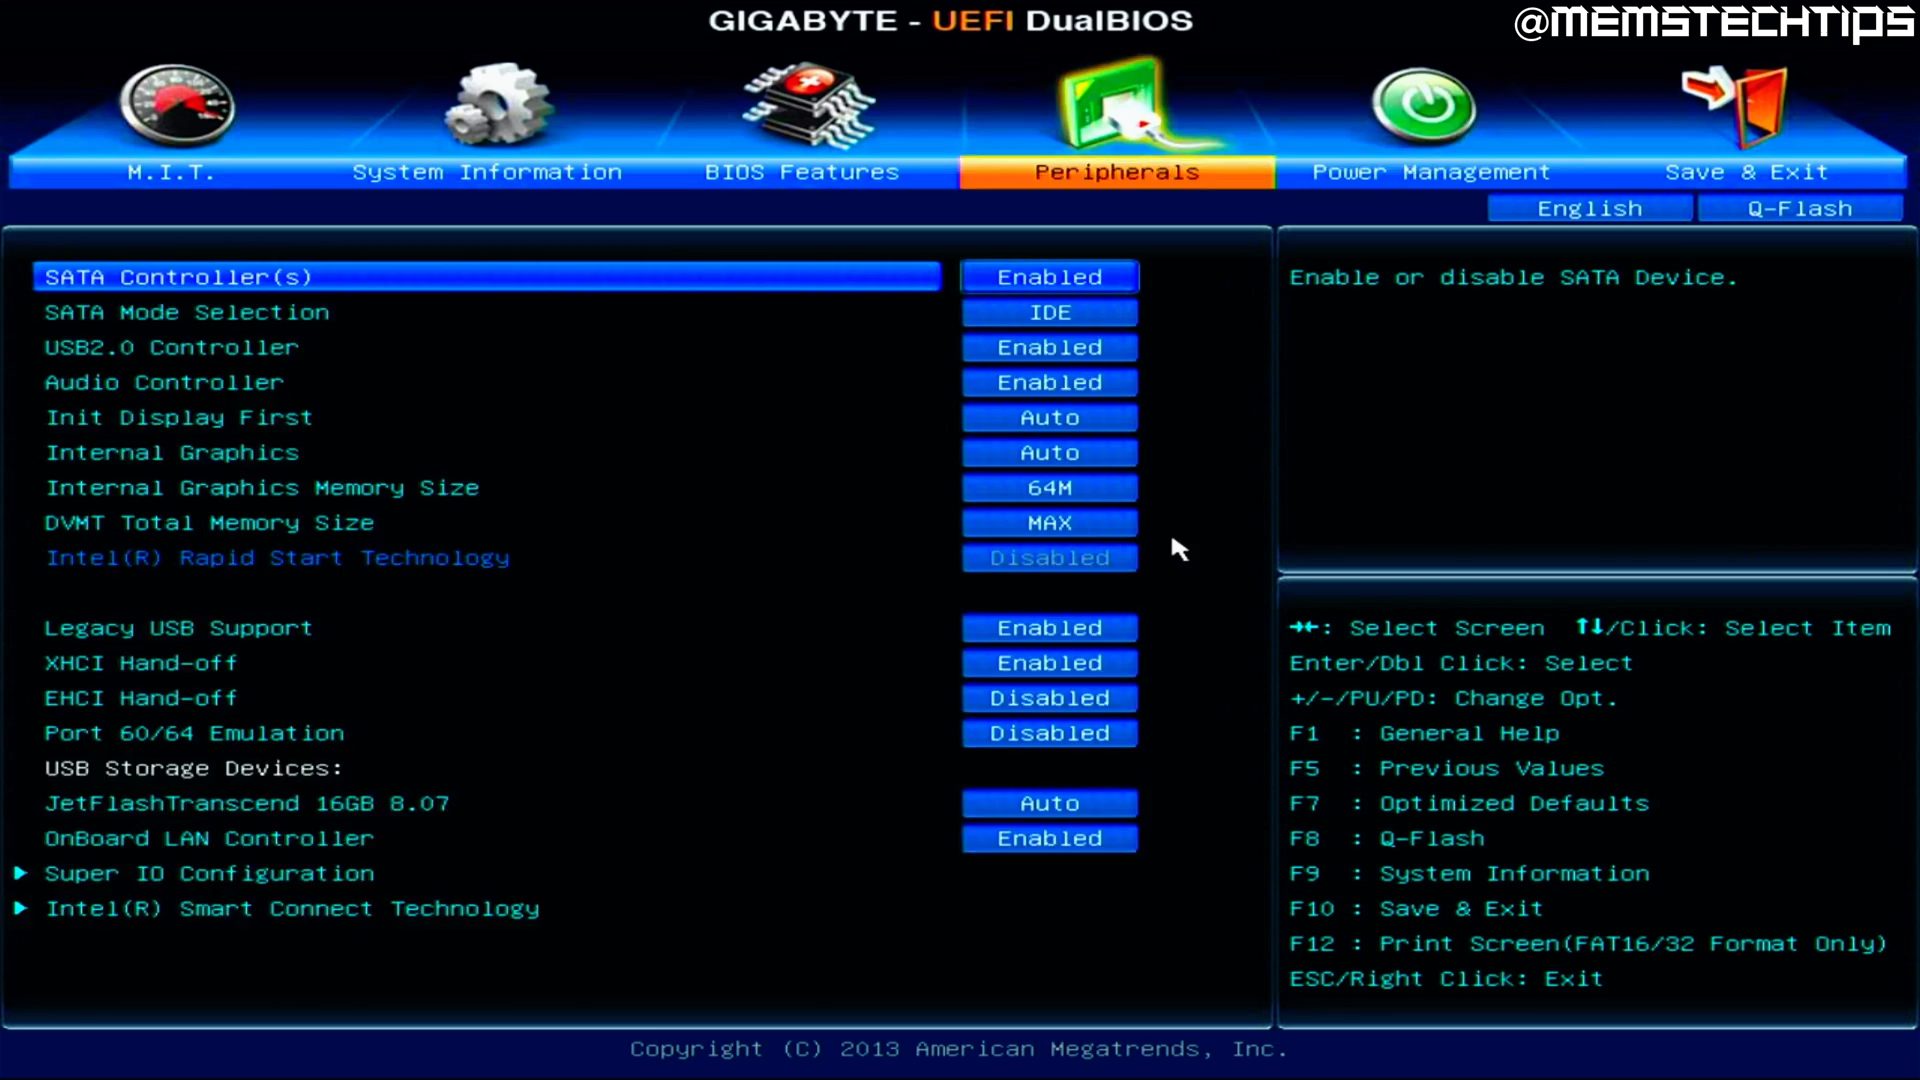 GIGABYTE - UEFI DualBIOS
@MEMSTECHTIPS
M.I.T. System Information BIOS Features Peripherals Power Management Save & Exit
English Q-Flash
SATA Controller(s) Enabled
SATA Mode Selection IDE
USB2.0 Controller Enabled
Audio Controller Enabled
Init Display First Auto
Internal Graphics Auto
Internal Graphics Memory Size 64M
DVMT Total Memory Size MAX
Intel(R) Rapid Start Technology Disabled
Legacy USB Support Enabled
XHCI Hand-off Enabled
EHCI Hand-off Disabled
Port 60/64 Emulation Disabled
USB Storage Devices:
JetFlashTranscend 16GB 8.07 Auto
OnBoard LAN Controller Enabled
Super IO Configuration
Intel(R) Smart Connect Technology
Enable or disable SATA Device.
→←: Select Screen ↑↓/Click: Select Item
Enter/Dbl Click: Select
+/-/PU/PD: Change Opt.
F1 : General Help
F5 : Previous Values
F7 : Optimized Defaults
F8 : Q-Flash
F9 : System Information
F10 : Save & Exit
F12 : Print Screen(FAT16/32 Format Only)
ESC/Right Click: Exit
Copyright (C) 2013 American Megatrends, Inc.